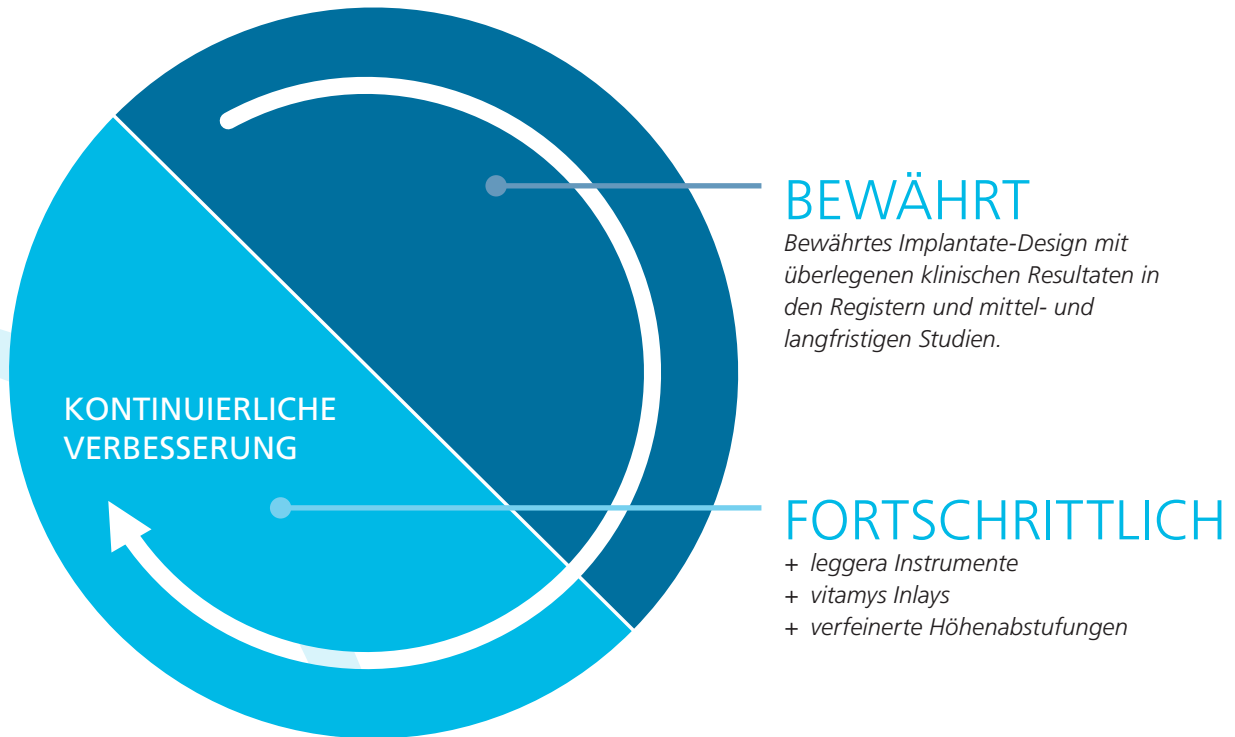 BEWÄHRT
Bewährtes Implantate-Design mit
überlegenen klinischen Resultaten in
den Registern und mittel- und
langfristigen Studien.
KONTINUIERLICHE
VERBESSERUNG
FORTSCHRITTLICH
+ leggera Instrumente
+ vitamys Inlays
+ verfeinerte Höhenabstufungen